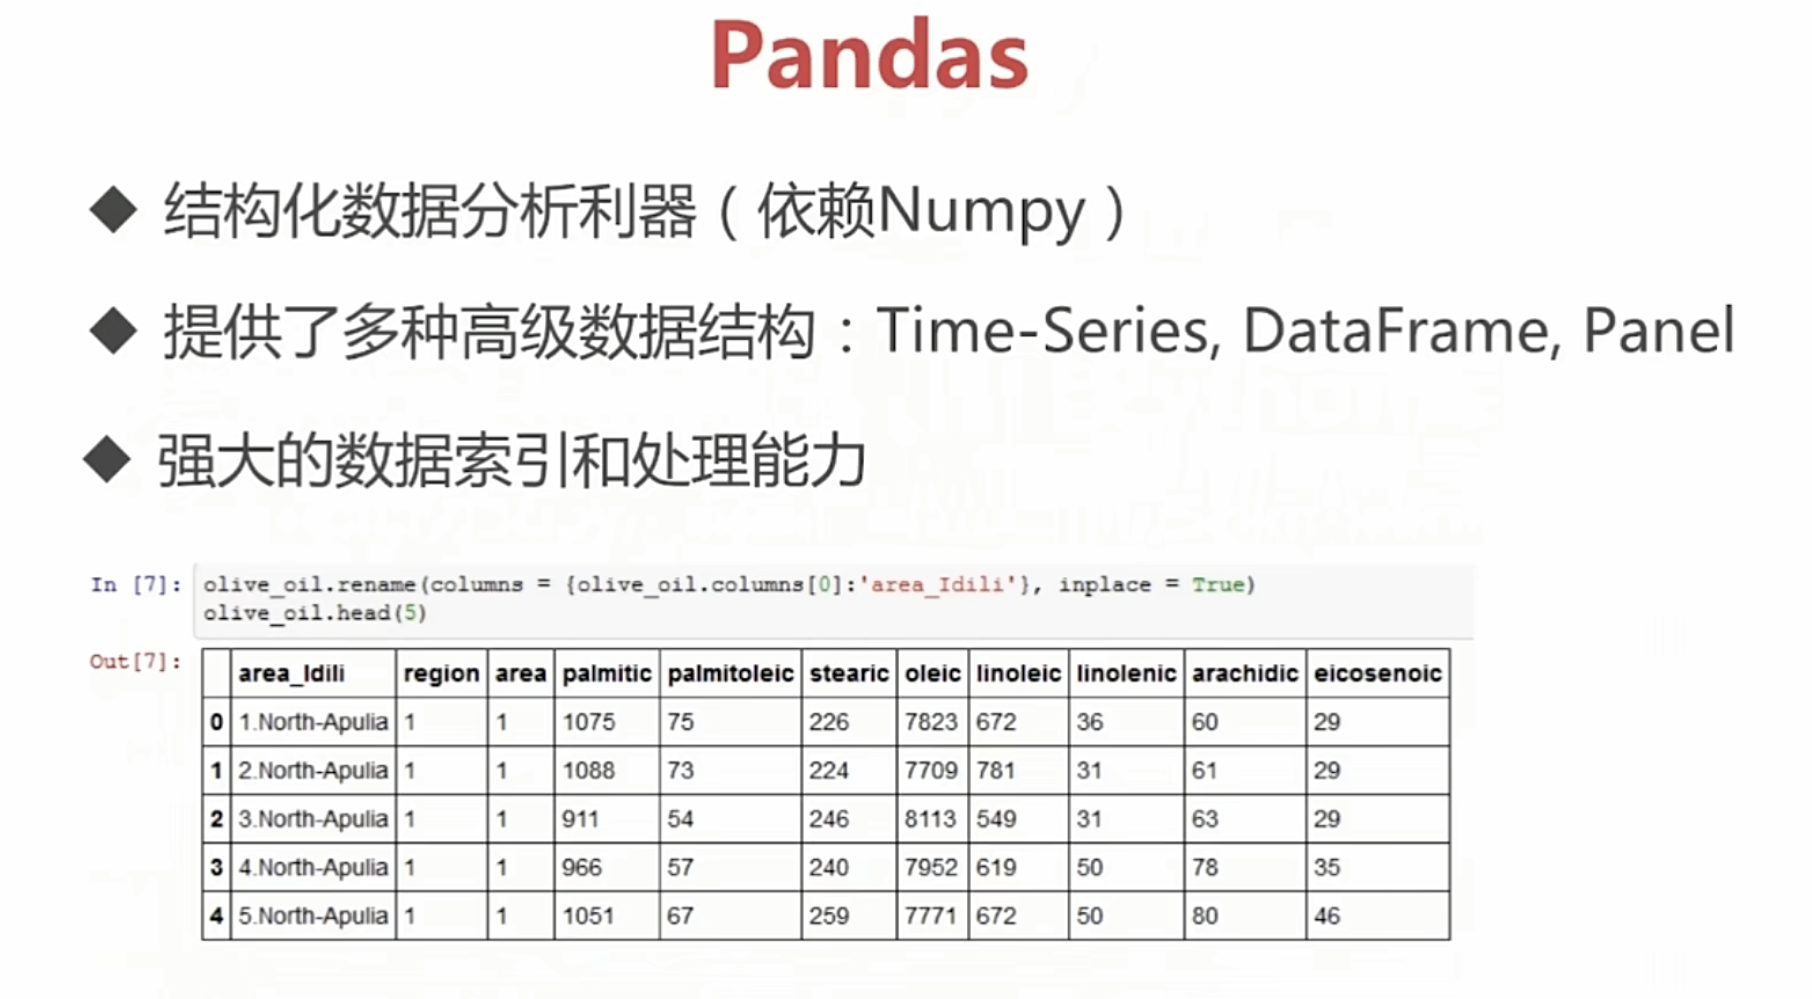 Pandas
◆ 结构化数据分析利器（依赖Numpy）
◆ 提供了多种高级数据结构：Time-Series, DataFrame, Panel
◆ 强大的数据索引和处理能力
In [7]: olive_oil.rename(columns = {olive_oil.columns[0]:'area_Idili'}, inplace = True)
olive_oil.head(5)
Out[7]:
area_Idili region area palmitic palmitoleic stearic oleic linoleic linolenic arachidic eicosenoic
0 1.North-Apulia 1 1 1075 75 226 7823 672 36 60 29
1 2.North-Apulia 1 1 1088 73 224 7709 781 31 61 29
2 3.North-Apulia 1 1 911 54 246 8113 549 31 63 29
3 4.North-Apulia 1 1 966 57 240 7952 619 50 78 35
4 5.North-Apulia 1 1 1051 67 259 7771 672 50 80 46